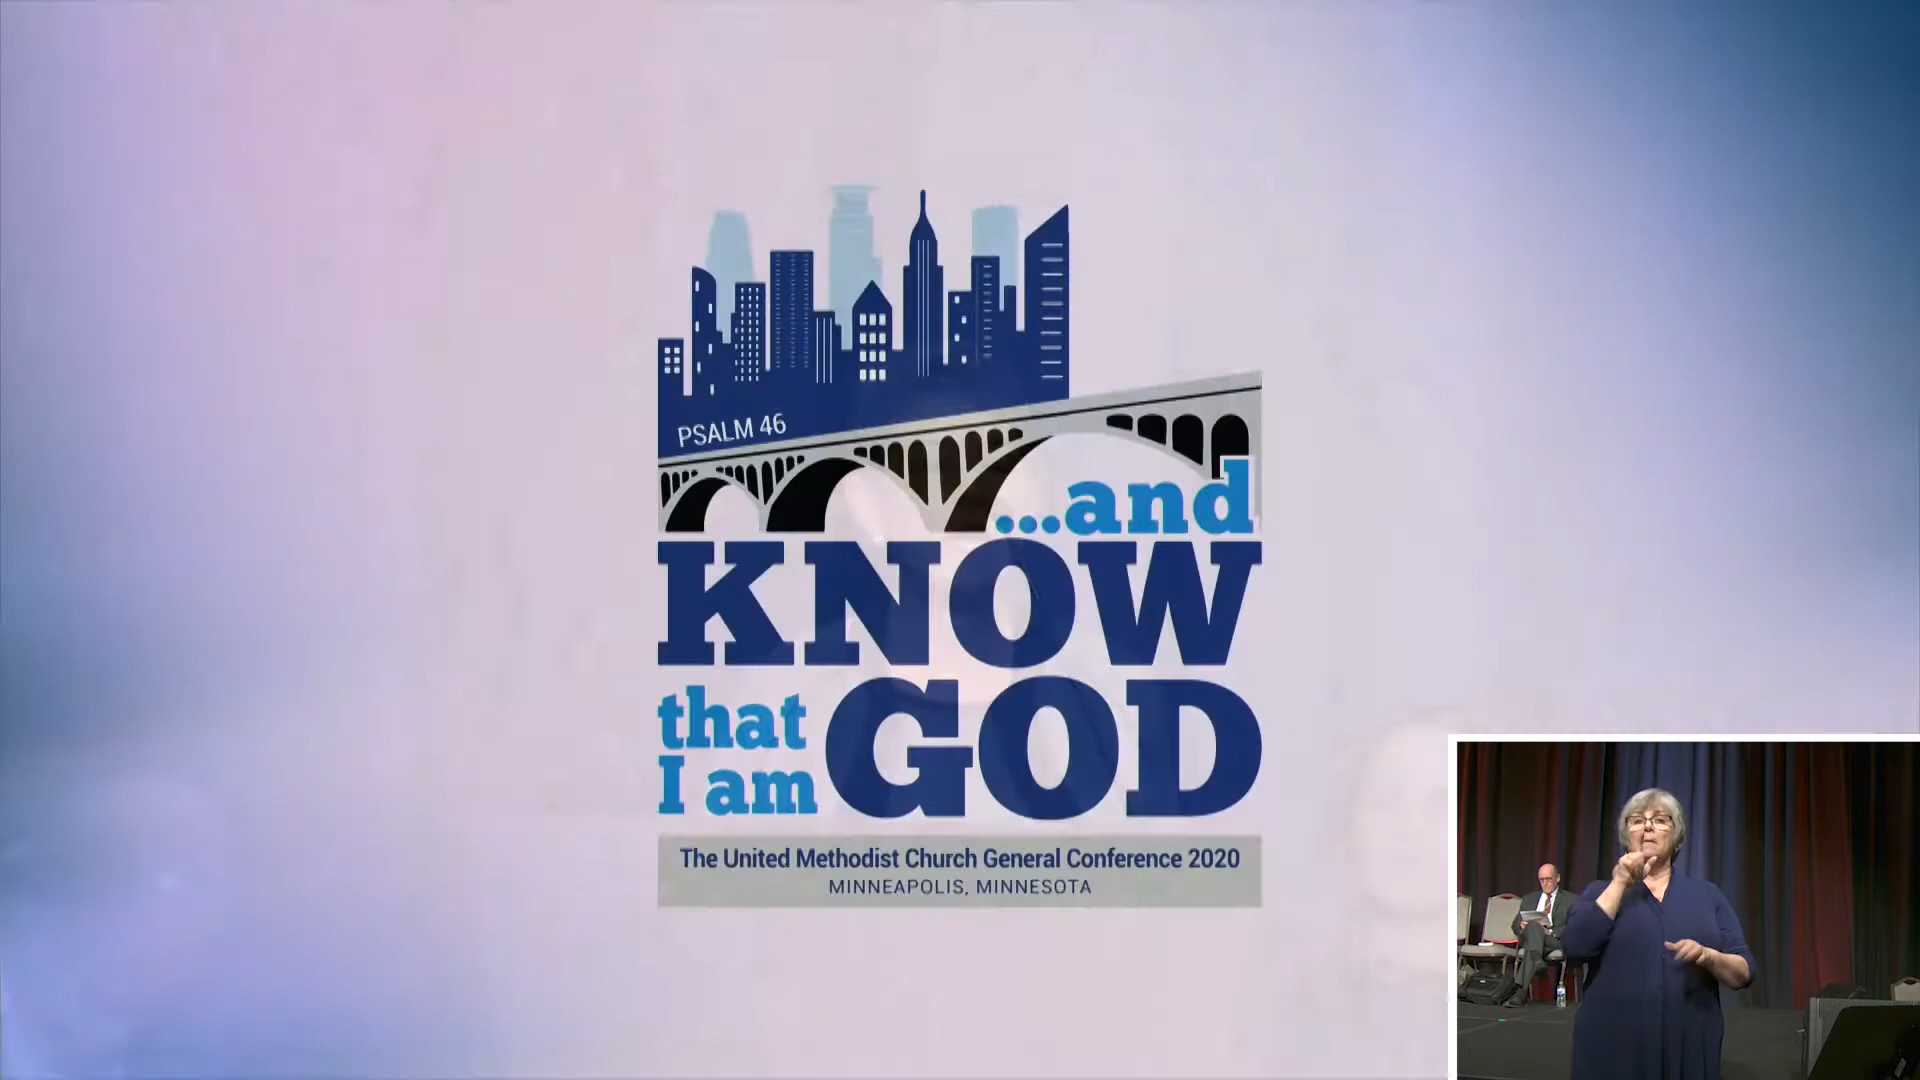 PSALM 46
...and
KNOW
that
I am
GOD
The United Methodist Church General Conference 2020
MINNEAPOLIS, MINNESOTA